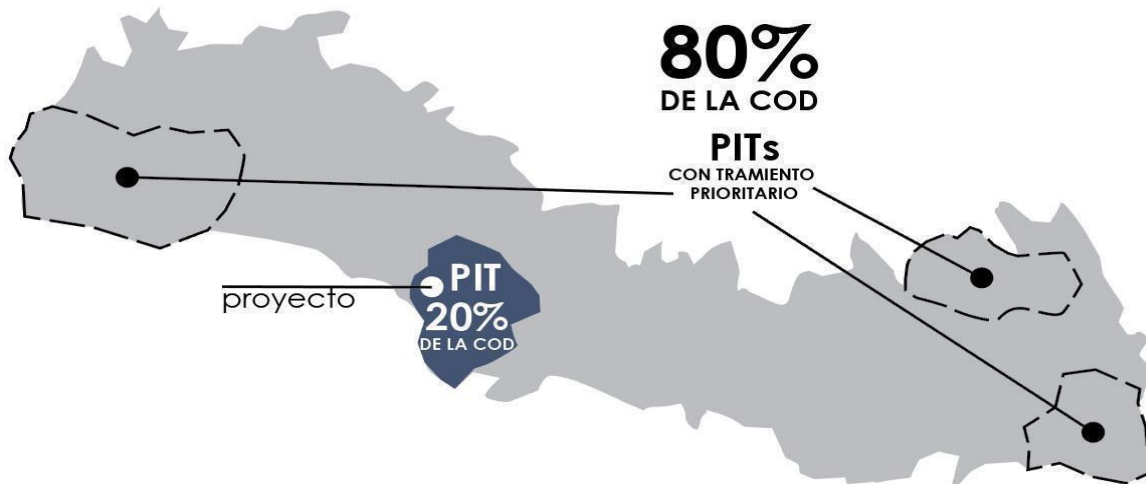 80%
DE LA COD
PITs
CON TRAMIENTO
PRIORITARIO
proyecto
PIT
20%
DE LA COD